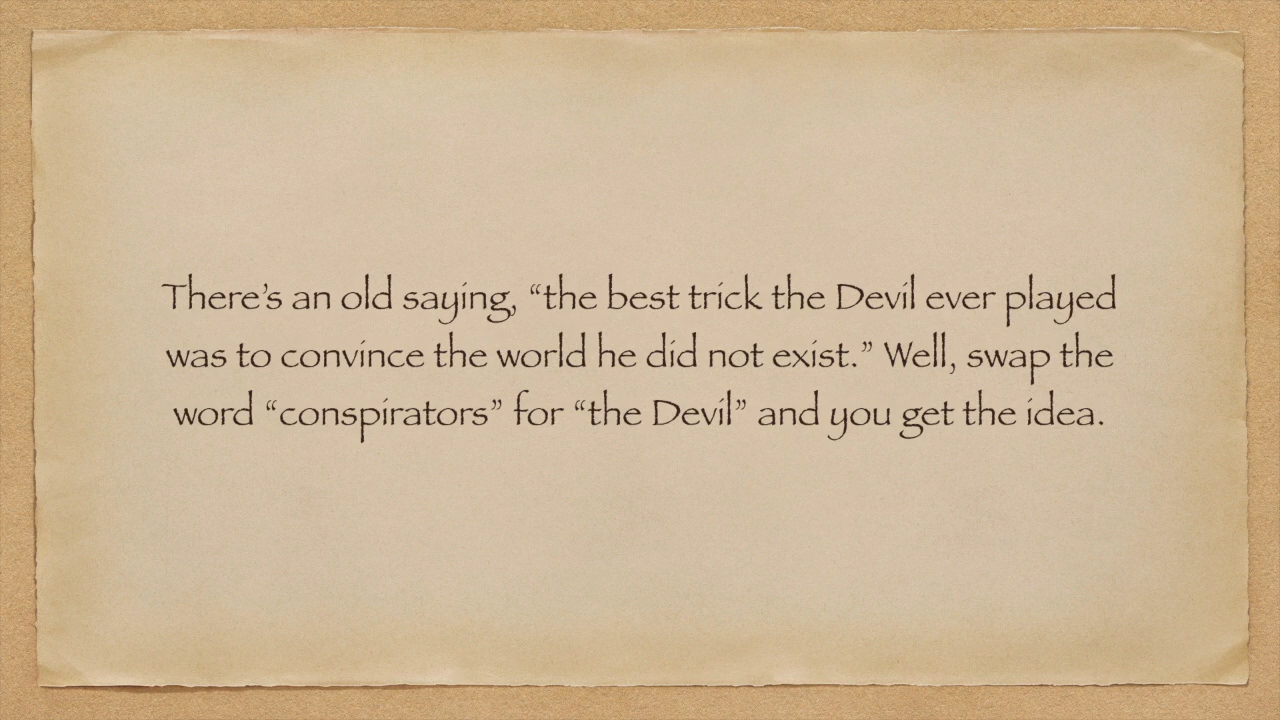 There’s an old saying, “the best trick the Devil ever played
was to convince the world he did not exist.” Well, swap the
word “conspirators” for “the Devil” and you get the idea.